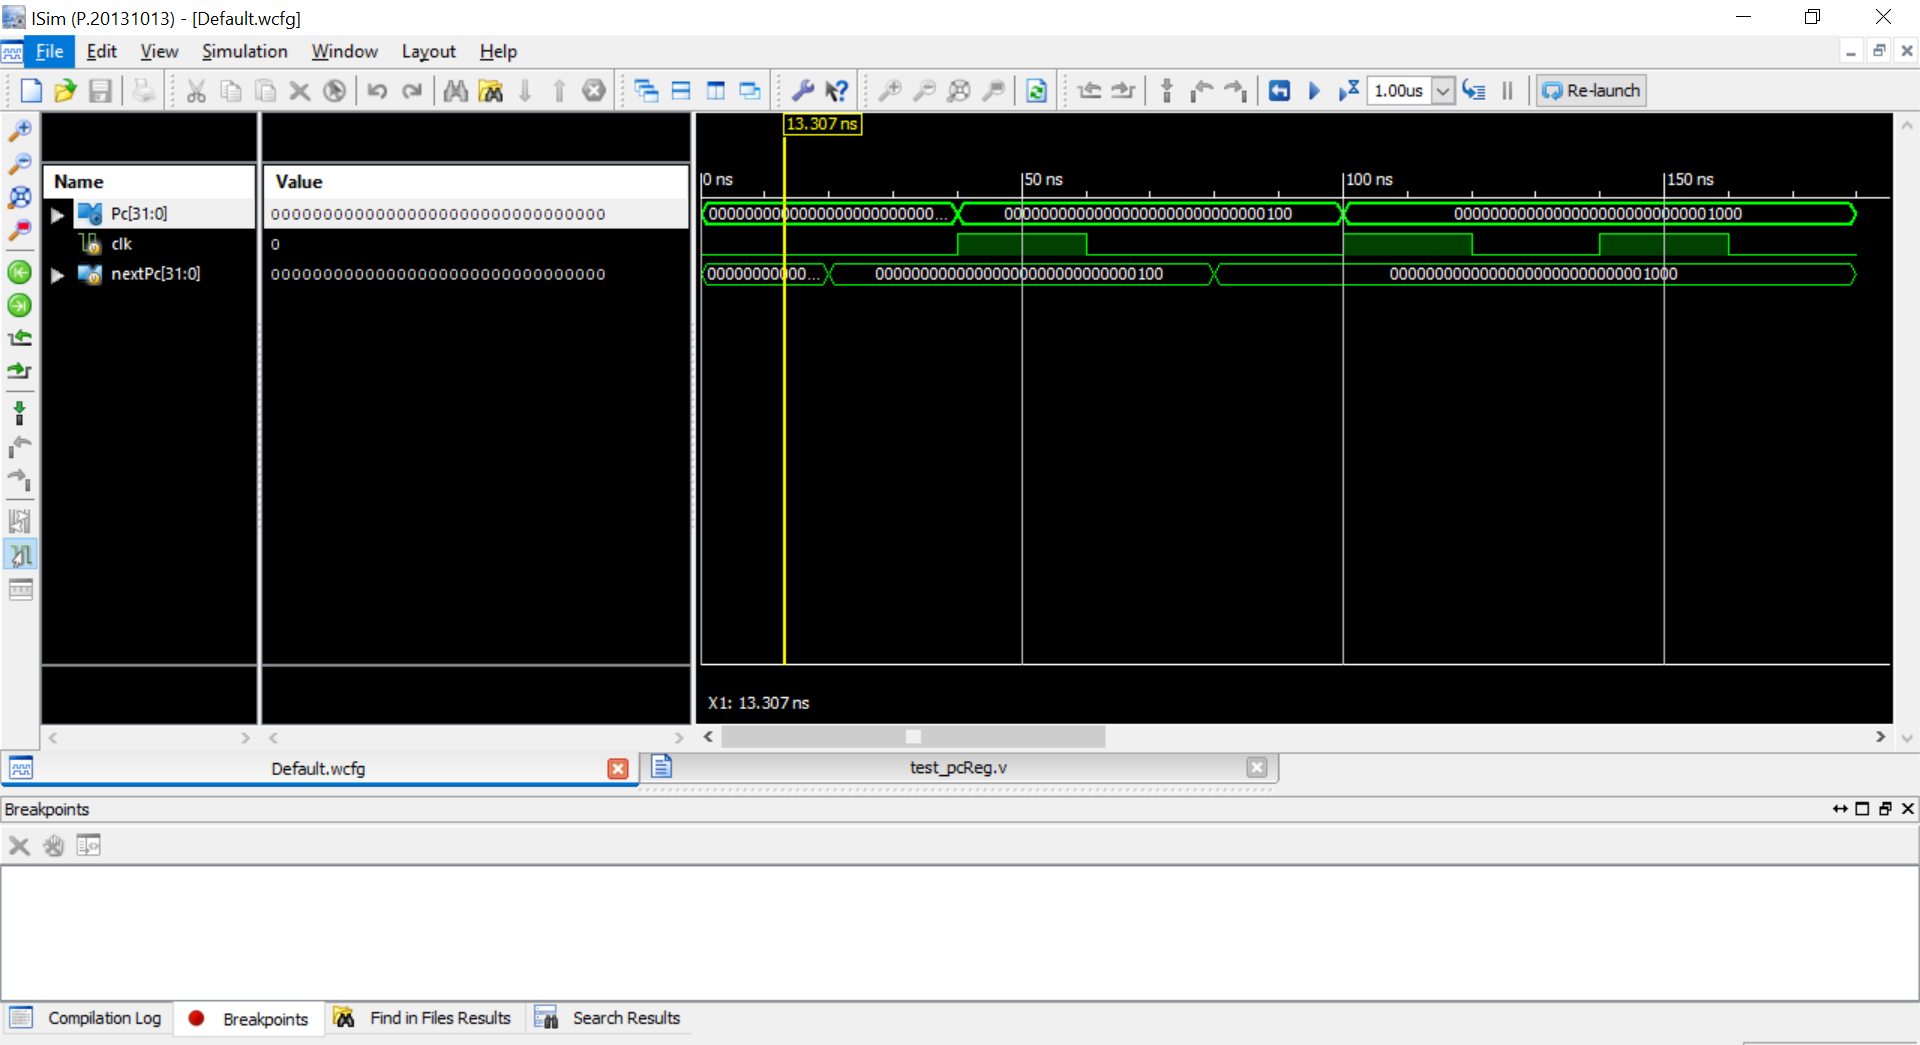 ISim (P.20131013) - [Default.wcfg]
File Edit View Simulation Window Layout Help
1.00us Re-launch
13.307 ns
Name Value
0 ns 50 ns 100 ns 150 ns
Pc[31:0] 00000000000000000000000000000000 0000000000000000000000000... 00000000000000000000000000000100 00000000000000000000000000001000
clk 0
nextPc[31:0] 00000000000000000000000000000000 00000000000... 00000000000000000000000000000100 00000000000000000000000000001000
X1: 13.307 ns
Default.wcfg test_pcReg.v
Breakpoints
Compilation Log Breakpoints Find in Files Results Search Results